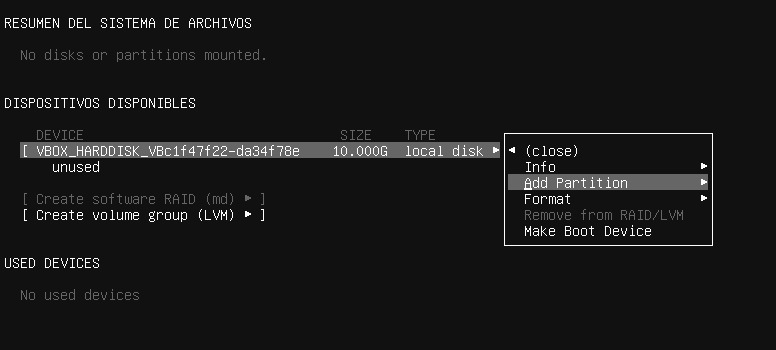 RESUMEN DEL SISTEMA DE ARCHIVOS
No disks or partitions mounted.
DISPOSITIVOS DISPONIBLES
DEVICE SIZE TYPE
[ VBOX_HARDDISK_VBc1f47f22-da34f78e 10.000G local disk ►
unused
[ Create software RAID (md) ► ]
[ Create volume group (LVM) ► ]
◄ (close)
Info ►
Add Partition ►
Format ►
Remove from RAID/LVM
Make Boot Device
USED DEVICES
No used devices